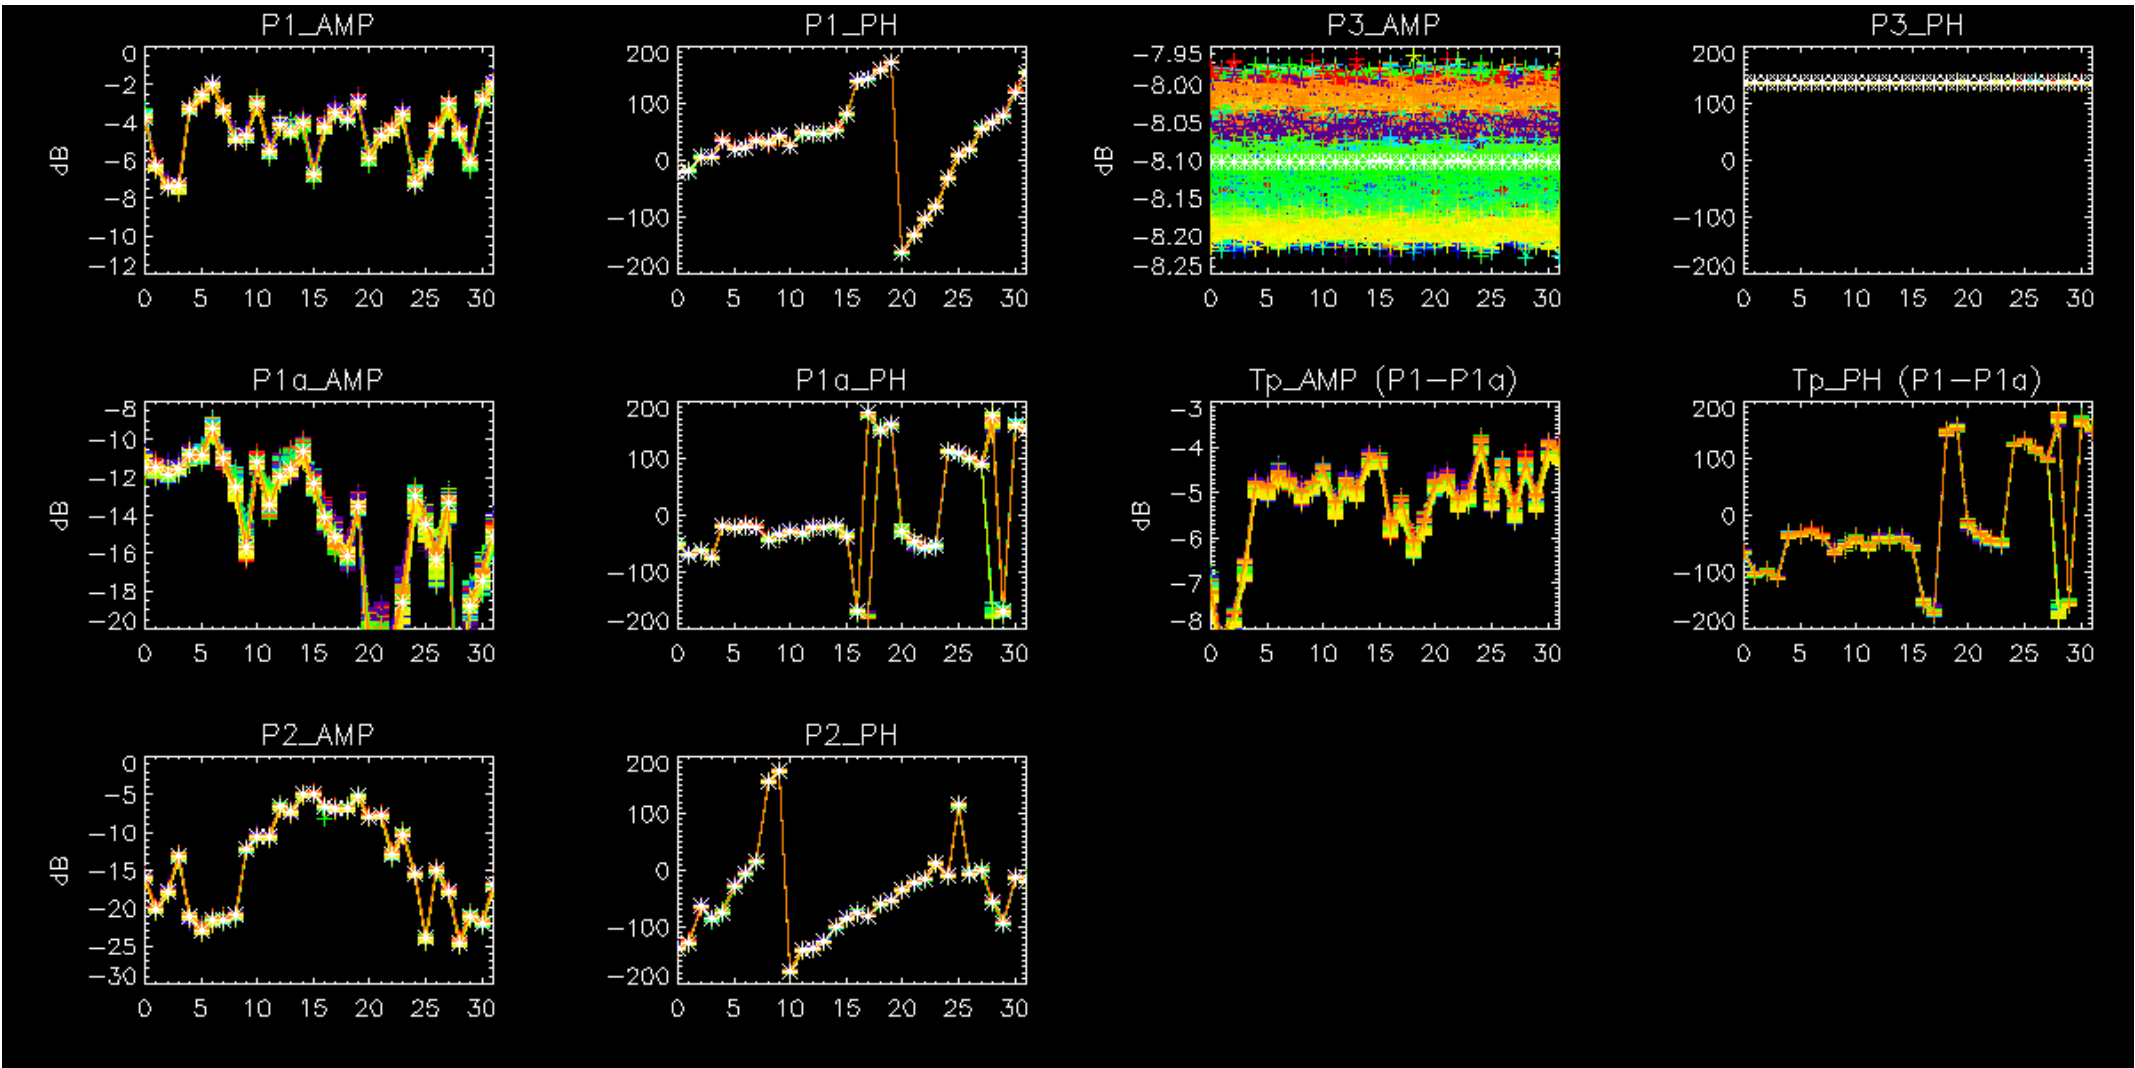 P1_AMP
0
−2
−4
−6
−8
−10
−12
dB
0 5 10 15 20 25 30
P1_PH
200
100
0
−100
−200
0 5 10 15 20 25 30
P3_AMP
−7.95
−8.00
−8.05
−8.10
−8.15
−8.20
−8.25
dB
0 5 10 15 20 25 30
P3_PH
200
100
0
−100
−200
0 5 10 15 20 25 30
P1a_AMP
−8
−10
−12
−14
−16
−18
−20
dB
0 5 10 15 20 25 30
P1a_PH
200
100
0
−100
−200
0 5 10 15 20 25 30
Tp_AMP (P1−P1a)
−3
−4
−5
−6
−7
−8
dB
0 5 10 15 20 25 30
Tp_PH (P1−P1a)
200
100
0
−100
−200
0 5 10 15 20 25 30
P2_AMP
0
−5
−10
−15
−20
−25
−30
dB
0 5 10 15 20 25 30
P2_PH
200
100
0
−100
−200
0 5 10 15 20 25 30